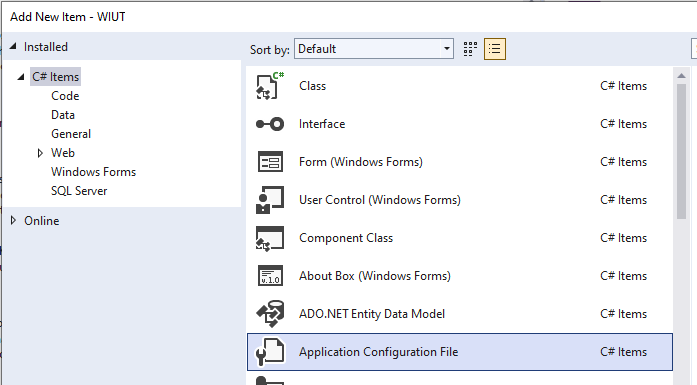 Add New Item - WIUT
Installed
Sort by: Default
C# Items
Code
Data
General
Web
Windows Forms
SQL Server
Online
C#
Class C# Items
Interface C# Items
Form (Windows Forms) C# Items
User Control (Windows Forms) C# Items
Component Class C# Items
v.1.0
About Box (Windows Forms) C# Items
ADO.NET Entity Data Model C# Items
Application Configuration File C# Items